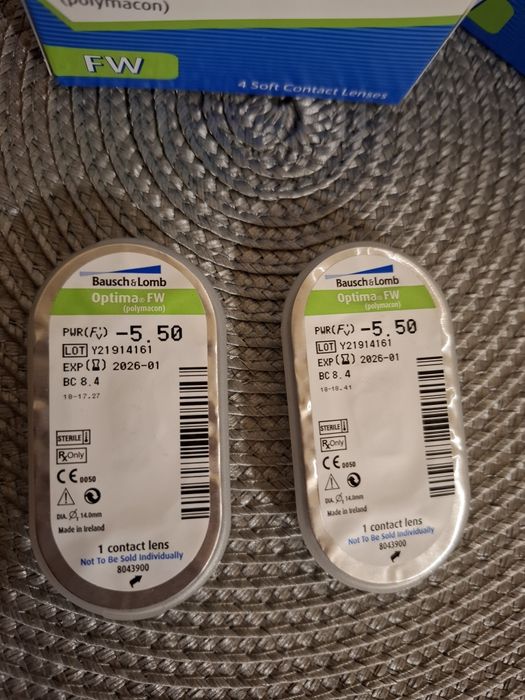 (polymacon)
FW
4 Soft Contact Lenses
Bausch & Lomb
Optima® FW
(polymacon)
PWR(Fv) -5.50
LOT Y21914161
EXP 2026-01
BC 8.4
18-17.27
STERILE
Rx Only
CE 0050
DIA. Ø 14.0mm
Made in Ireland
1 contact lens
Not To Be Sold Individually
8043900
Bausch & Lomb
Optima® FW
(polymacon)
PWR(Fv) -5.50
LOT Y21914161
EXP 2026-01
BC 8.4
18-18.41
STERILE
Rx Only
CE 0050
DIA. Ø 14.0mm
Made in Ireland
1 contact lens
Not To Be Sold Individually
8043900